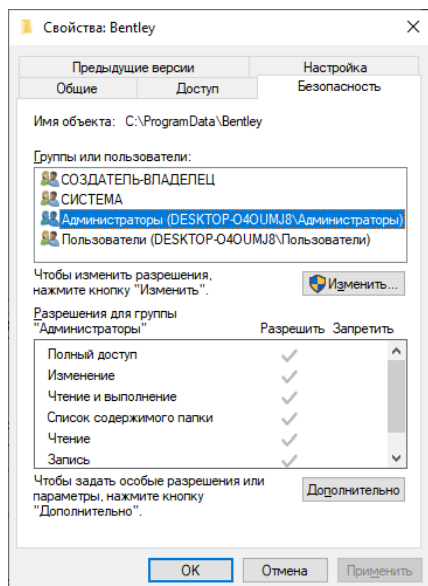 Свойства: Bentley
Предыдущие версии Настройка
Общие Доступ Безопасность
Имя объекта: C:\ProgramData\Bentley
Группы или пользователи:
СОЗДАТЕЛЬ-ВЛАДЕЛЕЦ
СИСТЕМА
Администраторы (DESKTOP-O4OUMJ8\Администраторы)
Пользователи (DESKTOP-O4OUMJ8\Пользователи)
Чтобы изменить разрешения,
нажмите кнопку "Изменить".
Изменить...
Разрешения для группы
"Администраторы" Разрешить Запретить
Полный доступ
Изменение
Чтение и выполнение
Список содержимого папки
Чтение
Запись
Чтобы задать особые разрешения или
параметры, нажмите кнопку
"Дополнительно".
Дополнительно
OK Отмена Применить